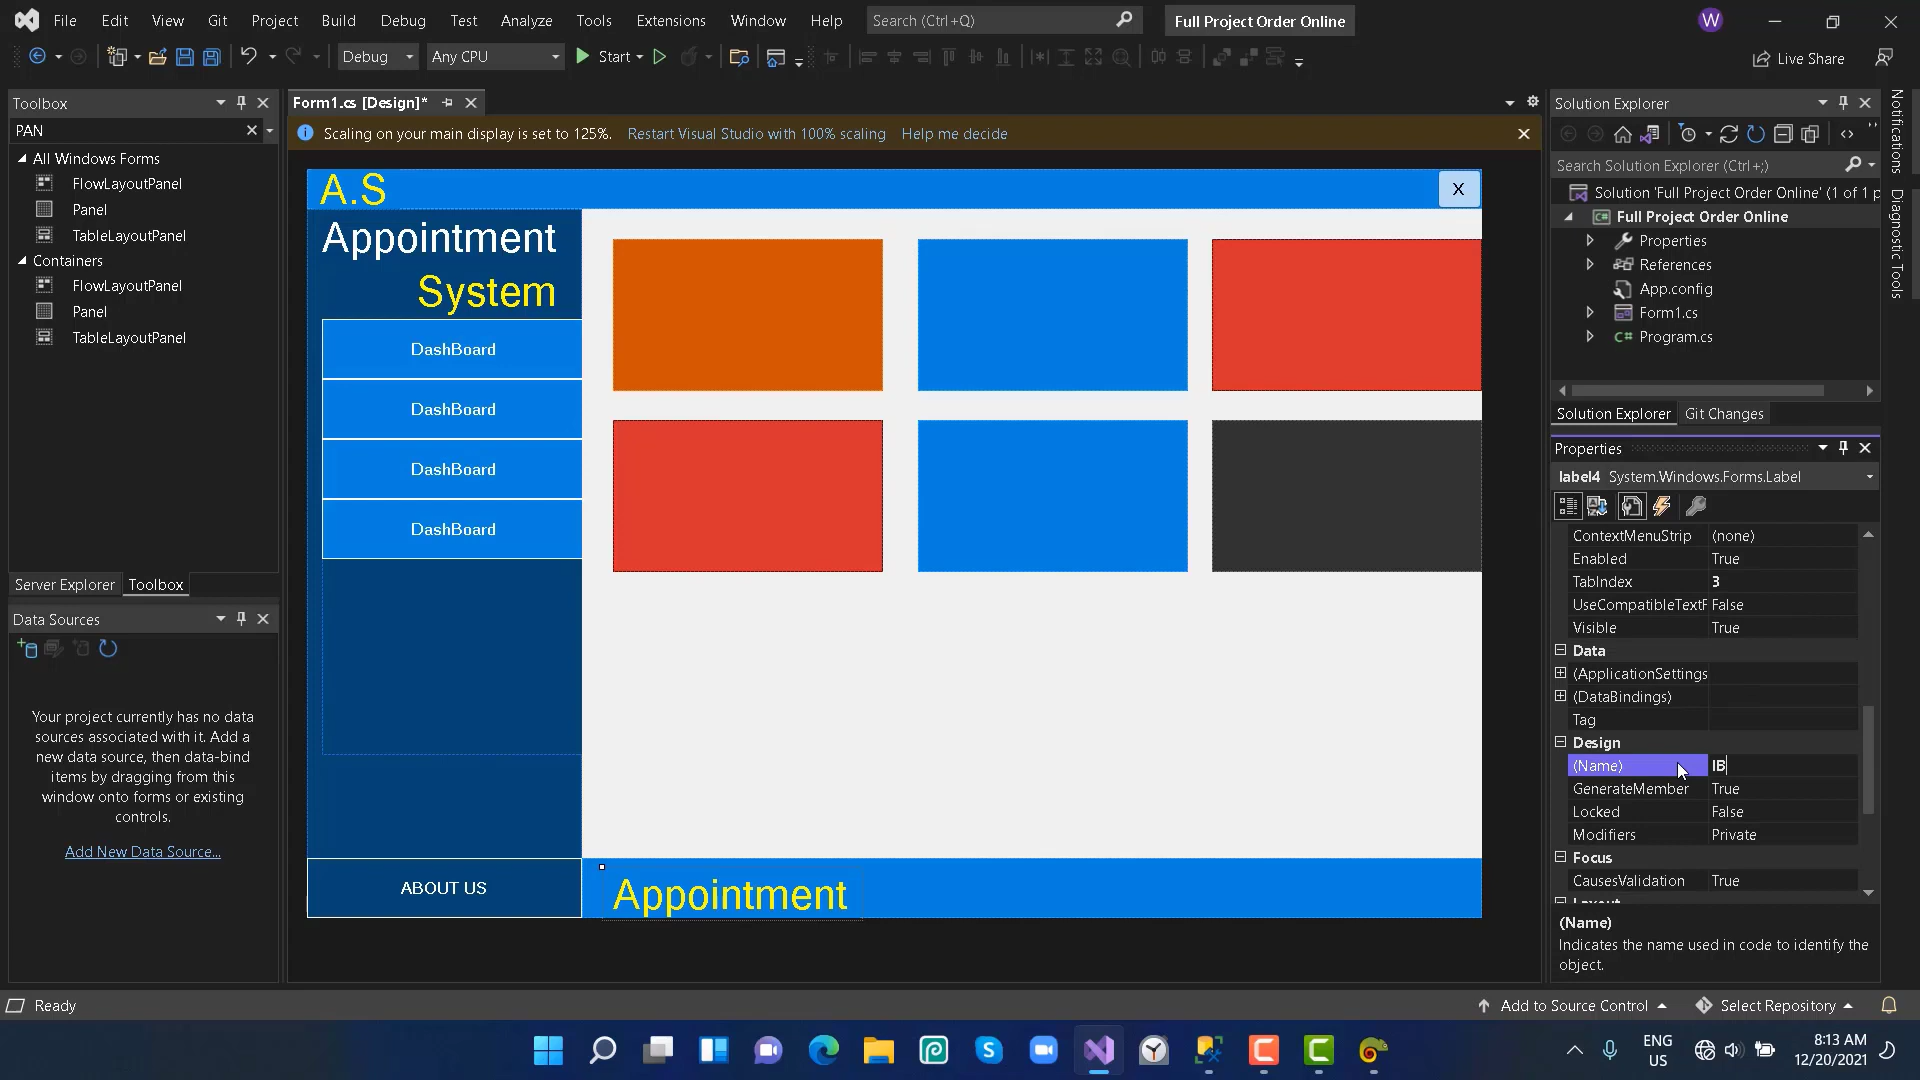 File Edit View Git Project Build Debug Test Analyze Tools Extensions Window Help Search (Ctrl+Q) Full Project Order Online W
Debug Any CPU Start Live Share
Toolbox
PAN
All Windows Forms
FlowLayoutPanel
Panel
TableLayoutPanel
Containers
FlowLayoutPanel
Panel
TableLayoutPanel
Server Explorer Toolbox
Data Sources
Your project currently has no data
sources associated with it. Add a
new data source, then data-bind
items by dragging from this
window onto forms or existing
controls.
Add New Data Source...
Form1.cs [Design]*
Scaling on your main display is set to 125%. Restart Visual Studio with 100% scaling Help me decide
A.S
X
Appointment
System
DashBoard
DashBoard
DashBoard
DashBoard
ABOUT US
Appointment
Solution Explorer
Search Solution Explorer (Ctrl+;)
Solution 'Full Project Order Online' (1 of 1 p
Full Project Order Online
Properties
References
App.config
Form1.cs
Program.cs
Solution Explorer Git Changes
Properties
label4 System.Windows.Forms.Label
ContextMenuStrip (none)
Enabled True
TabIndex 3
UseCompatibleTextF False
Visible True
Data
(ApplicationSettings
(DataBindings)
Tag
Design
(Name) lB
GenerateMember True
Locked False
Modifiers Private
Focus
CausesValidation True
Layout
(Name)
Indicates the name used in code to identify the
object.
Notifications
Diagnostic Tools
Ready
Add to Source Control Select Repository
ENG
US
8:13 AM
12/20/2021